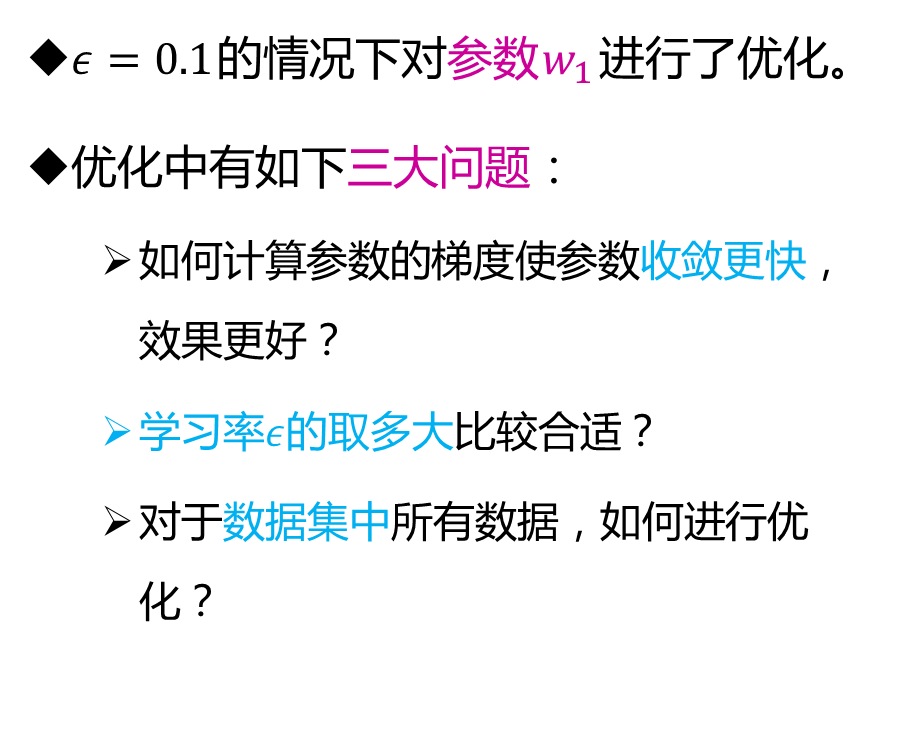 ◆ϵ = 0.1的情况下对参数w₁进行了优化。
◆优化中有如下三大问题：
➢如何计算参数的梯度使参数收敛更快，
效果更好？
➢学习率ϵ的取多大比较合适？
➢对于数据集中所有数据，如何进行优
化？